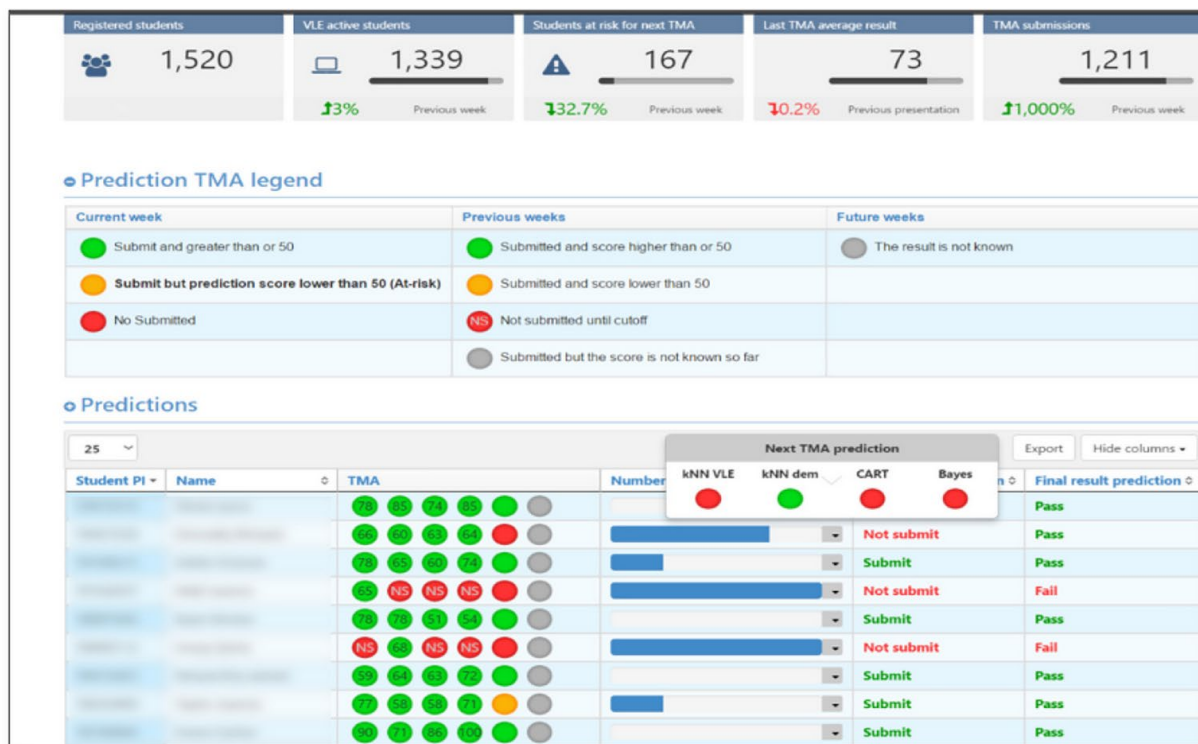 Registered students VLE active students Students at risk for next TMA Last TMA average result TMA submissions
1,520 1,339 167 73 1,211
3% Previous week 32.7% Previous week 0.2% Previous presentation 1,000% Previous week
Prediction TMA legend
Current week Previous weeks Future weeks
Submit and greater than or 50 Submitted and score higher than or 50 The result is not known
Submit but prediction score lower than 50 (At-risk) Submitted and score lower than 50
No Submitted NS Not submitted until cutoff
Submitted but the score is not known so far
Predictions
25 Next TMA prediction Export Hide columns
Student PI Name TMA Number kNN VLE kNN dem CART Bayes n Final result prediction
78 85 74 85 Pass
66 60 63 64 Not submit Pass
78 65 60 74 Submit Pass
65 NS NS NS Not submit Fail
78 78 51 54 Submit Pass
NS 68 NS NS Not submit Fail
59 64 63 72 Submit Pass
77 58 58 71 Submit Pass
90 71 86 100 Submit Pass